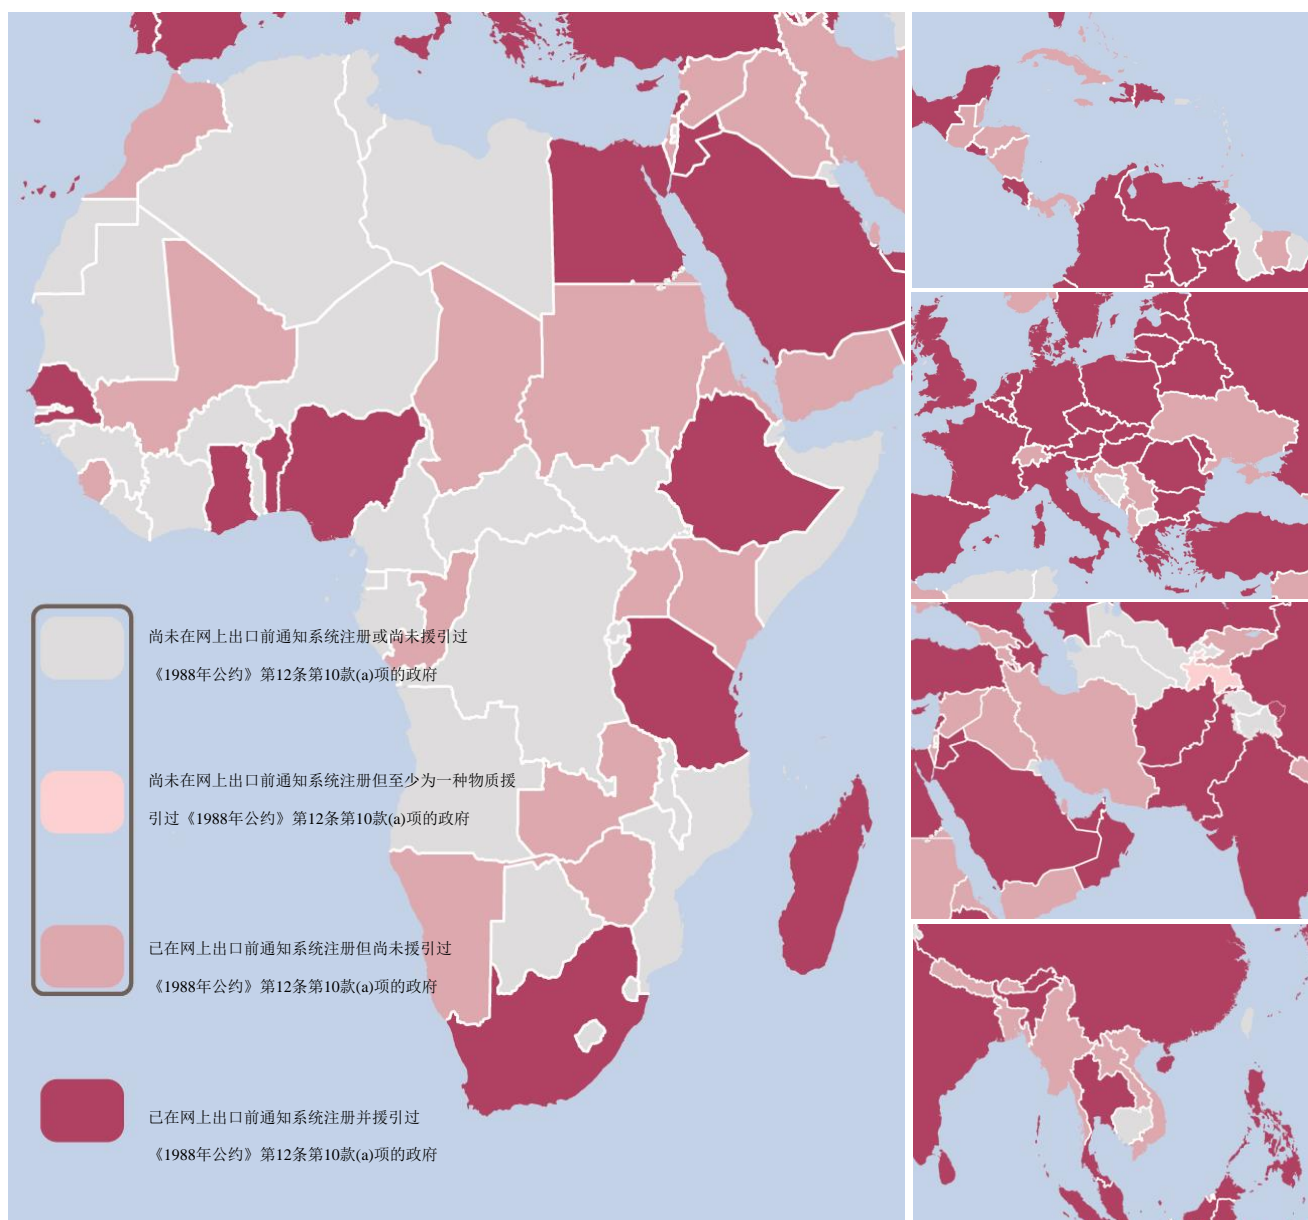 尚未在网上出口前通知系统注册或尚未援引过
《1988年公约》第12条第10款(a)项的政府
尚未在网上出口前通知系统注册但至少为一种物质援
引过《1988年公约》第12条第10款(a)项的政府
已在网上出口前通知系统注册但尚未援引过
《1988年公约》第12条第10款(a)项的政府
已在网上出口前通知系统注册并援引过
《1988年公约》第12条第10款(a)项的政府